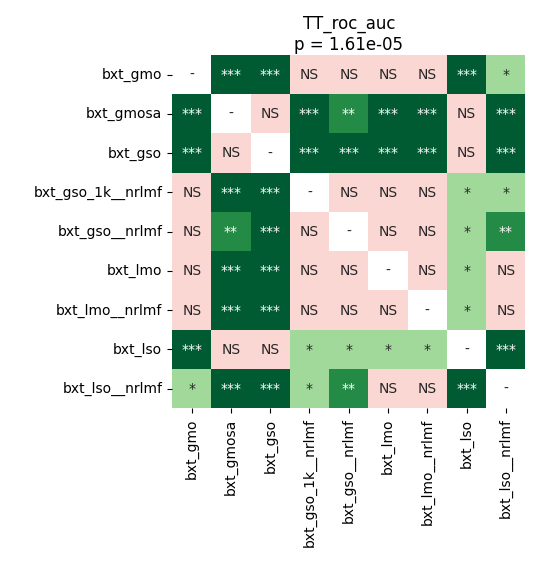 TT_roc_auc
p = 1.61e-05
bxt_gmo - *** *** NS NS NS NS *** *
bxt_gmosa *** - NS *** ** *** *** NS ***
bxt_gso *** NS - *** *** *** *** NS ***
bxt_gso_1k__nrlmf NS *** *** - NS NS NS * *
bxt_gso__nrlmf NS ** *** NS - NS NS * **
bxt_lmo NS *** *** NS NS - NS * NS
bxt_lmo__nrlmf NS *** *** NS NS NS - * NS
bxt_lso *** NS NS * * * * - ***
bxt_lso__nrlmf * *** *** * ** NS NS *** -
bxt_gmo
bxt_gmosa
bxt_gso
bxt_gso_1k__nrlmf
bxt_gso__nrlmf
bxt_lmo
bxt_lmo__nrlmf
bxt_lso
bxt_lso__nrlmf